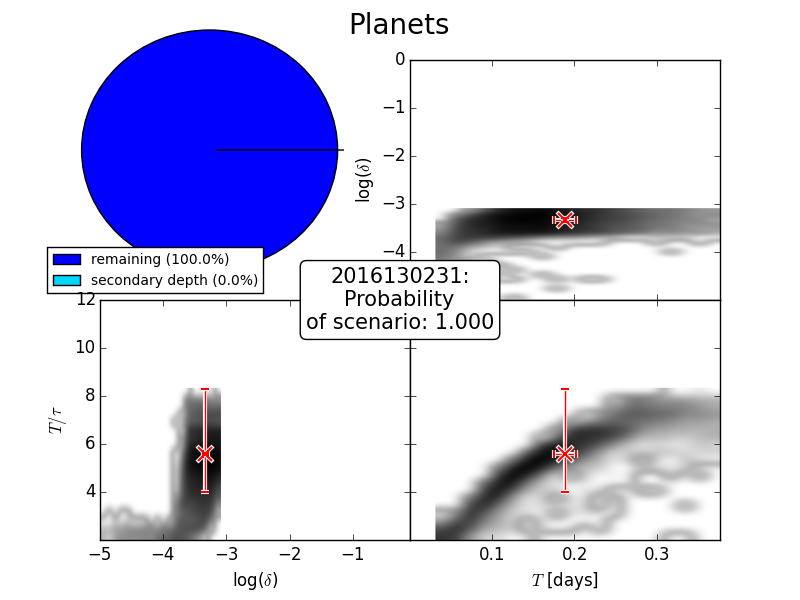 Planets
remaining (100.0%)
secondary depth (0.0%)
0
−1
−2
−3
−4
log(δ)
2016130231:
Probability
of scenario: 1.000
12
10
8
6
4
T/τ
−5 −4 −3 −2 −1
log(δ)
0.1 0.2 0.3
T [days]